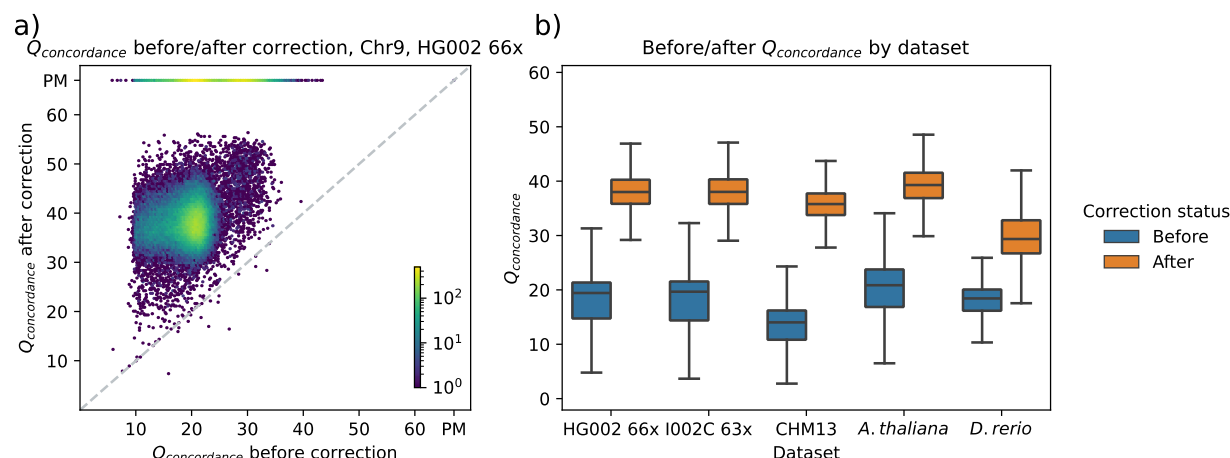 a)
Q_concordance before/after correction, Chr9, HG002 66x
PM
60
50
40
30
20
10
Q_concordance after correction
10^2
10^1
10^0
10 20 30 40 50 60 PM
Q_concordance before correction
b)
Before/after Q_concordance by dataset
60
50
40
30
20
10
0
Q_concordance
HG002 66x I002C 63x CHM13 A. thaliana D. rerio
Dataset
Correction status
Before
After